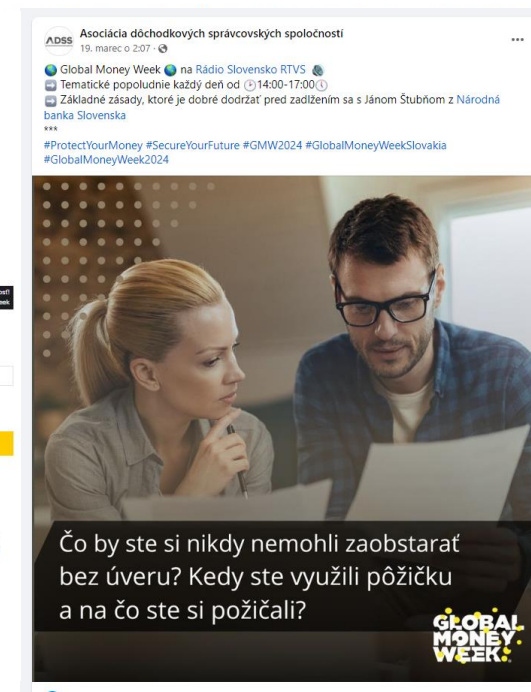 ADSS
Asociácia dôchodkových správcovských spoločností
19. marec o 2:07 ·
Global Money Week na Rádio Slovensko RTVS
Tematické popoludnie každý deň od 14:00-17:00
Základné zásady, ktoré je dobré dodržať pred zadlžením sa s Jánom Štubňom z Národná
banka Slovenska
***
#ProtectYourMoney #SecureYourFuture #GMW2024 #GlobalMoneyWeekSlovakia
#GlobalMoneyWeek2024
Čo by ste si nikdy nemohli zaobstarať
bez úveru? Kedy ste využili pôžičku
a na čo ste si požičali?
GLOBAL
MONEY
WEEK